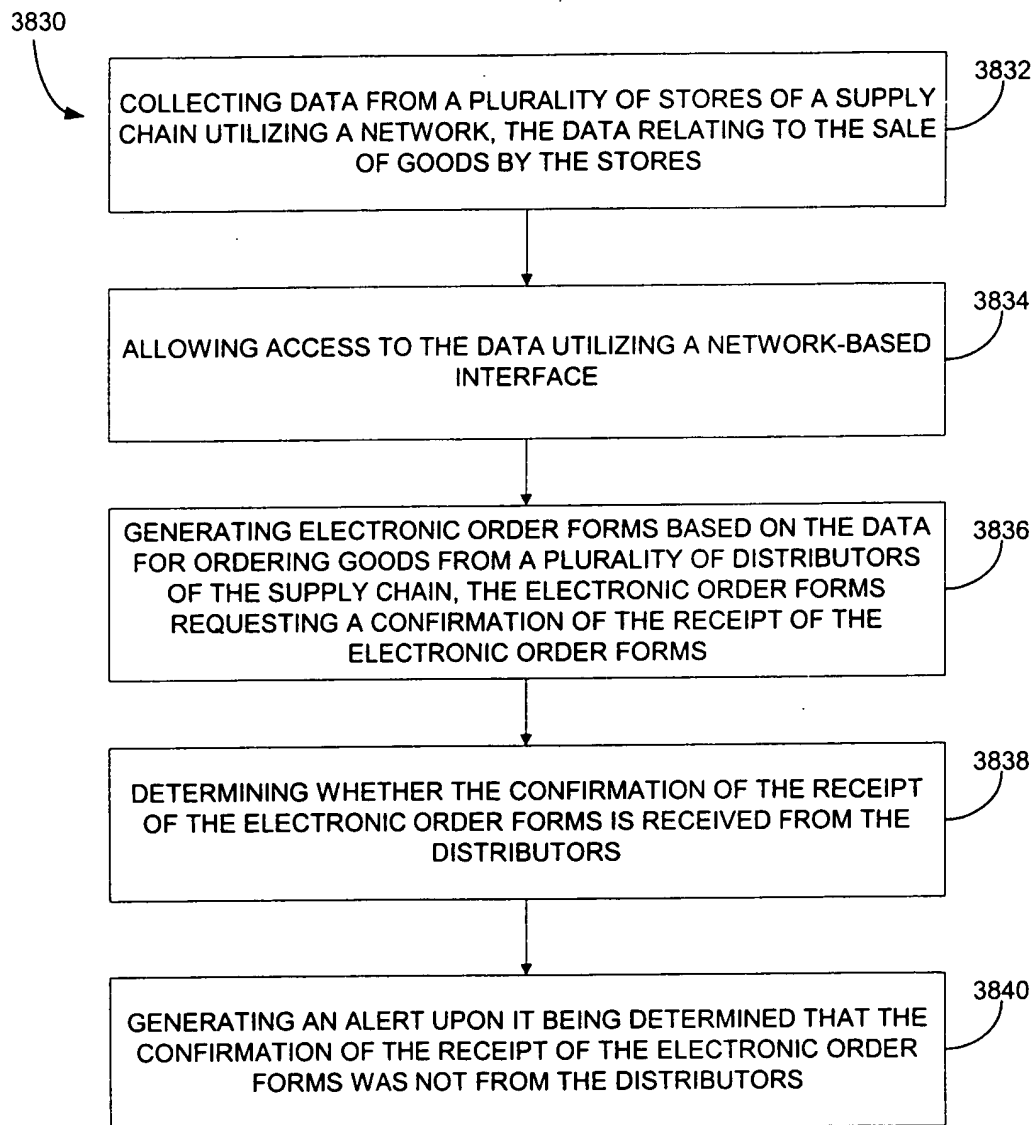 3830
COLLECTING DATA FROM A PLURALITY OF STORES OF A SUPPLY
CHAIN UTILIZING A NETWORK, THE DATA RELATING TO THE SALE
OF GOODS BY THE STORES
3832
ALLOWING ACCESS TO THE DATA UTILIZING A NETWORK-BASED
INTERFACE
3834
GENERATING ELECTRONIC ORDER FORMS BASED ON THE DATA
FOR ORDERING GOODS FROM A PLURALITY OF DISTRIBUTORS
OF THE SUPPLY CHAIN, THE ELECTRONIC ORDER FORMS
REQUESTING A CONFIRMATION OF THE RECEIPT OF THE
ELECTRONIC ORDER FORMS
3836
DETERMINING WHETHER THE CONFIRMATION OF THE RECEIPT
OF THE ELECTRONIC ORDER FORMS IS RECEIVED FROM THE
DISTRIBUTORS
3838
GENERATING AN ALERT UPON IT BEING DETERMINED THAT THE
CONFIRMATION OF THE RECEIPT OF THE ELECTRONIC ORDER
FORMS WAS NOT FROM THE DISTRIBUTORS
3840